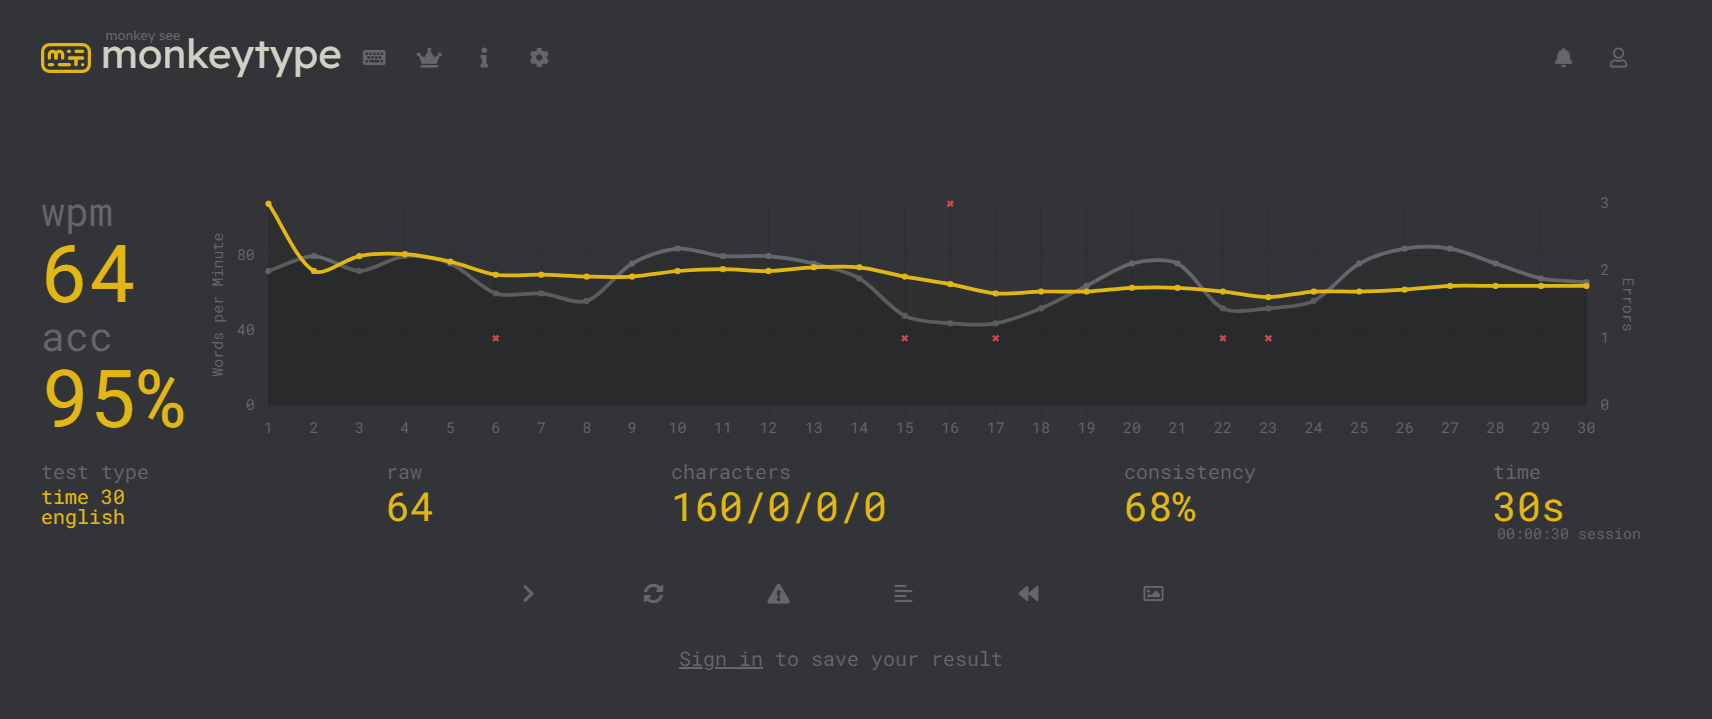 monkey see
monkeytype
wpm
64
acc
95%
Words per Minute
80
40
0
3
2
1
0
Errors
1 2 3 4 5 6 7 8 9 10 11 12 13 14 15 16 17 18 19 20 21 22 23 24 25 26 27 28 29 30
test type
time 30
english
raw
64
characters
160/0/0/0
consistency
68%
time
30s
00:00:30 session
Sign in to save your result